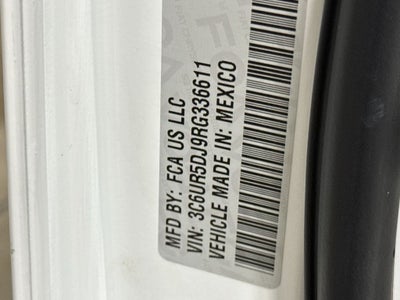 MFD BY: FCA US LLC
VIN: 3C6UR5DJ9RG336611
VEHICLE MADE IN: MEXICO